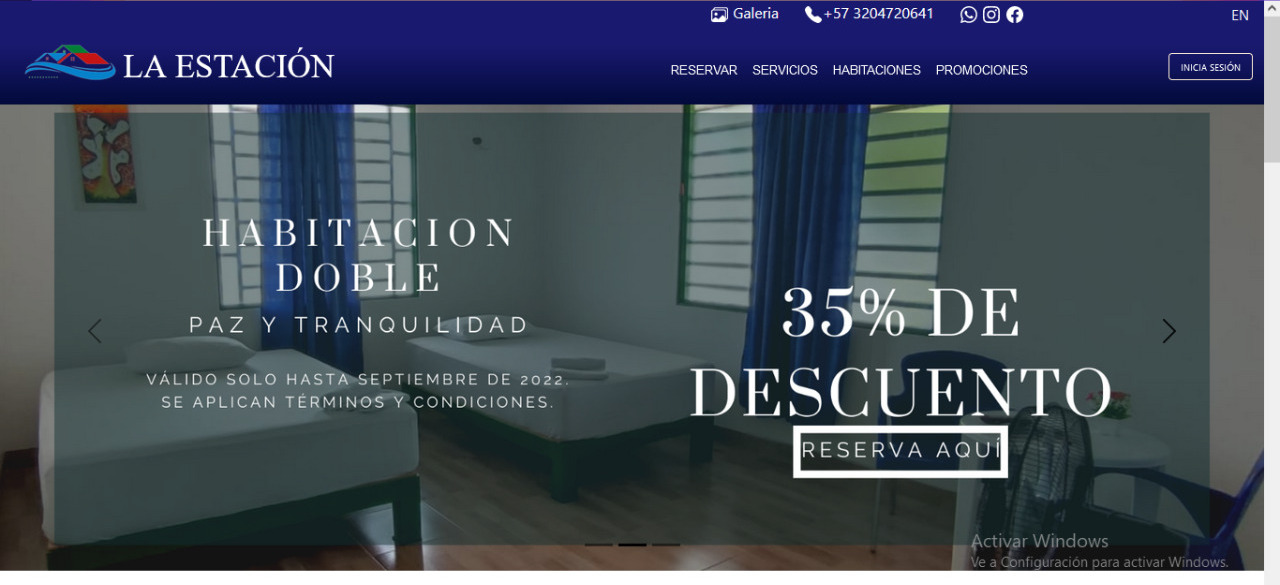 Galeria
+57 3204720641
EN
LA ESTACIÓN
RESERVAR SERVICIOS HABITACIONES PROMOCIONES
INICIA SESIÓN
HABITACION
DOBLE
PAZ Y TRANQUILIDAD
VÁLIDO SOLO HASTA SEPTIEMBRE DE 2022.
SE APLICAN TÉRMINOS Y CONDICIONES.
35% DE
DESCUENTO
RESERVA AQUÍ
Activar Windows
Ve a Configuración para activar Windows.